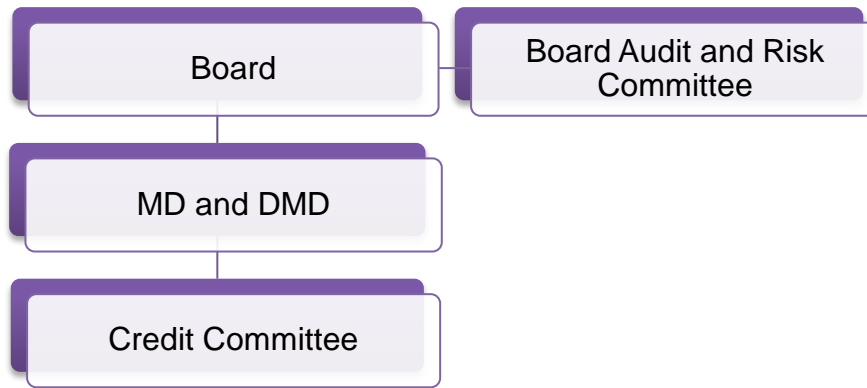 Board
Board Audit and Risk
Committee
MD and DMD
Credit Committee